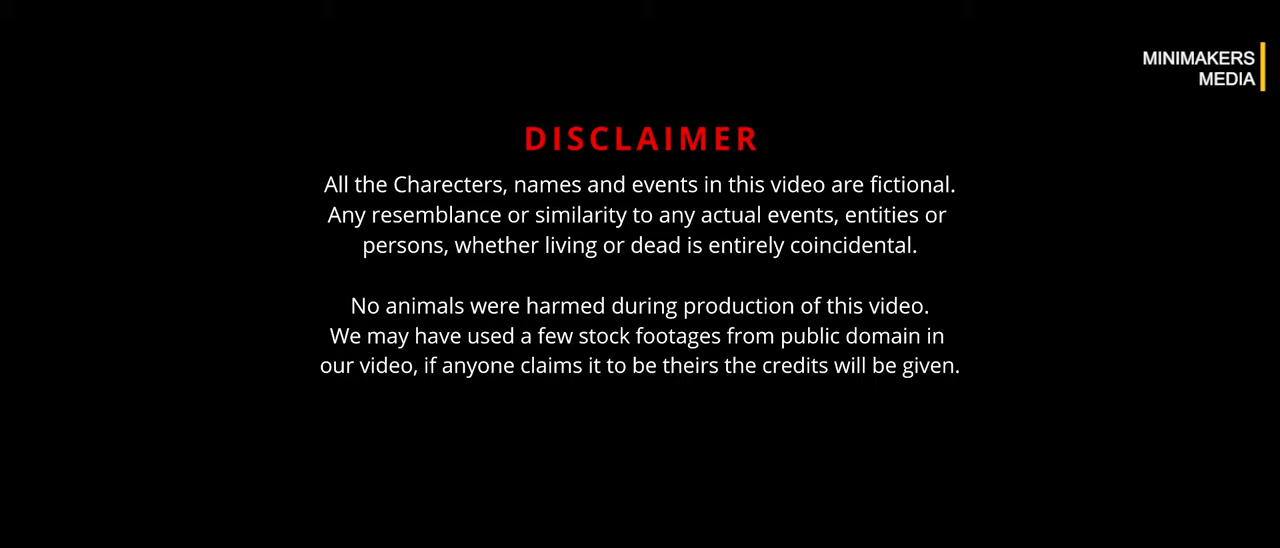 MINIMAKERS
MEDIA
DISCLAIMER
All the Charecters, names and events in this video are fictional.
Any resemblance or similarity to any actual events, entities or
persons, whether living or dead is entirely coincidental.
No animals were harmed during production of this video.
We may have used a few stock footages from public domain in
our video, if anyone claims it to be theirs the credits will be given.